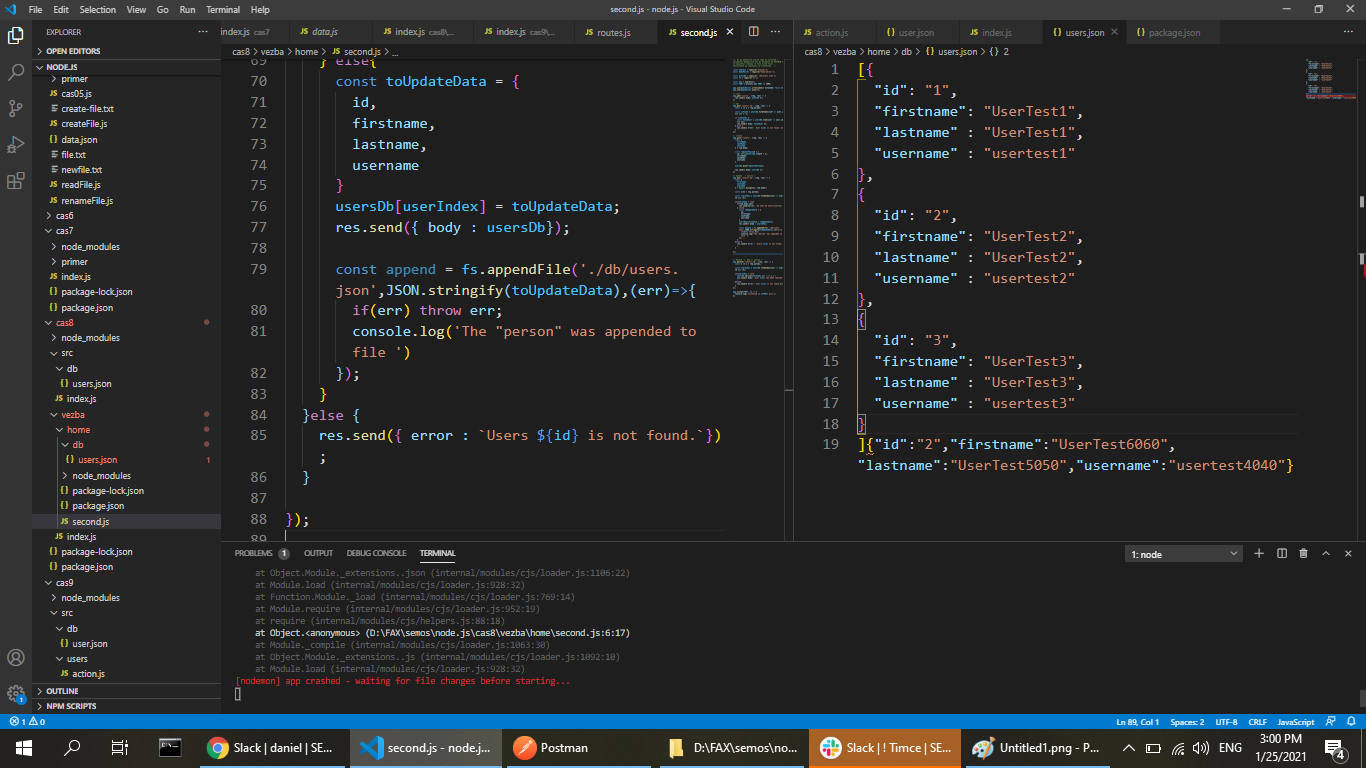 File Edit Selection View Go Run Terminal Help
second.js - node.js - Visual Studio Code
EXPLORER
OPEN EDITORS
NODE.JS
primer
cas05.js
create-file.txt
createFile.js
data.json
file.txt
newfile.txt
readFile.js
renameFile.js
cas6
cas7
node_modules
primer
index.js
package-lock.json
package.json
cas8
node_modules
src
db
users.json
index.js
vezba
home
db
users.json 1
node_modules
package-lock.json
package.json
second.js
index.js
package-lock.json
package.json
cas9
node_modules
src
db
user.json
users
action.js
OUTLINE
NPM SCRIPTS
index.js cas7 data.js index.js cas8\... index.js cas9\... routes.js second.js
cas8 > vezba > home > JS second.js > ...
69 } else{
70 const toUpdateData = {
71 id,
72 firstname,
73 lastname,
74 username
75 }
76 usersDb[userIndex] = toUpdateData;
77 res.send({ body : usersDb});
78
79 const append = fs.appendFile('./db/users.
json',JSON.stringify(toUpdateData),(err)=>{
80 if(err) throw err;
81 console.log('The "person" was appended to
file ')
82 });
83 }
84 }else {
85 res.send({ error : `Users ${id} is not found.`})
;
86 }
87
88 });
89
action.js user.json index.js users.json package.json
cas8 > vezba > home > db > {} users.json > {} 2
1 [{
2 "id": "1",
3 "firstname": "UserTest1",
4 "lastname" : "UserTest1",
5 "username" : "usertest1"
6 },
7 {
8 "id": "2",
9 "firstname": "UserTest2",
10 "lastname" : "UserTest2",
11 "username" : "usertest2"
12 },
13 {
14 "id": "3",
15 "firstname": "UserTest3",
16 "lastname" : "UserTest3",
17 "username" : "usertest3"
18 }
19 ]{"id":"2","firstname":"UserTest6060",
"lastname":"UserTest5050","username":"usertest4040"}
PROBLEMS 1 OUTPUT DEBUG CONSOLE TERMINAL
1: node
at Object.Module._extensions..json (internal/modules/cjs/loader.js:1106:22)
at Module.load (internal/modules/cjs/loader.js:928:32)
at Function.Module._load (internal/modules/cjs/loader.js:769:14)
at Module.require (internal/modules/cjs/loader.js:952:19)
at require (internal/modules/cjs/helpers.js:88:18)
at Object.<anonymous> (D:\FAX\semos\node.js\cas8\vezba\home\second.js:6:17)
at Module._compile (internal/modules/cjs/loader.js:1063:30)
at Object.Module._extensions..js (internal/modules/cjs/loader.js:1092:10)
at Module.load (internal/modules/cjs/loader.js:928:32)
[nodemon] app crashed - waiting for file changes before starting...
1 0
Ln 89, Col 1 Spaces: 2 UTF-8 CRLF JavaScript
Slack | daniel | SE...
second.js - node.j...
Postman
D:\FAX\semos\no...
Slack | ! Timce | SE...
Untitled1.png - P...
ENG
3:00 PM
1/25/2021
4